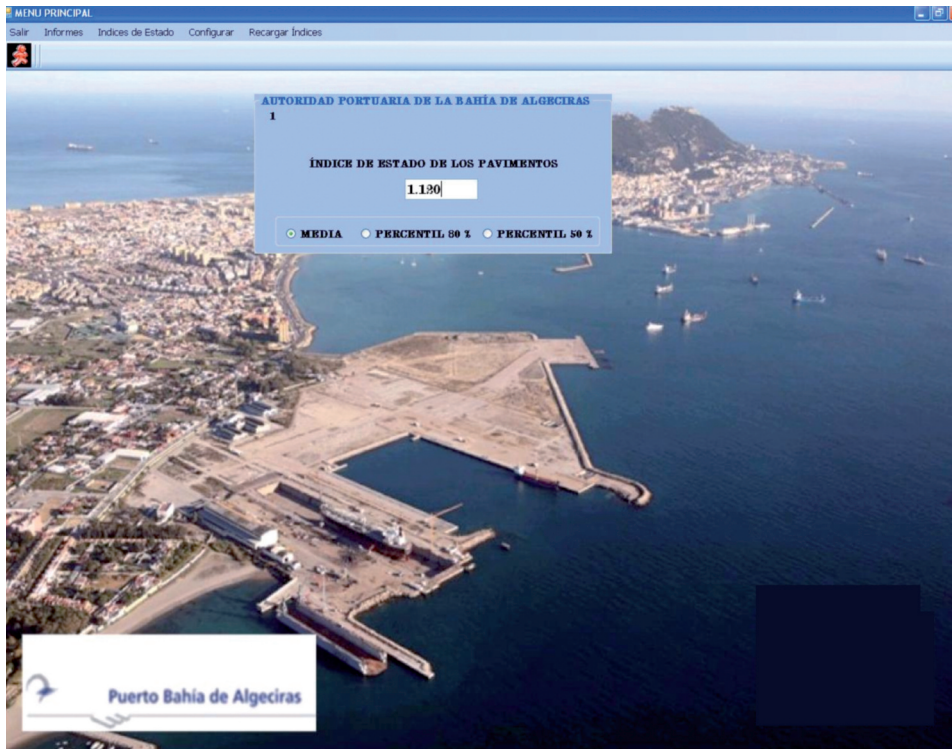 MENU PRINCIPAL
Salir Informes Indices de Estado Configurar Recargar Índices
AUTORIDAD PORTUARIA DE LA BAHÍA DE ALGECIRAS
1
ÍNDICE DE ESTADO DE LOS PAVIMENTOS
1.120
MEDIA PERCENTIL 80 % PERCENTIL 50 %
Puerto Bahía de Algeciras